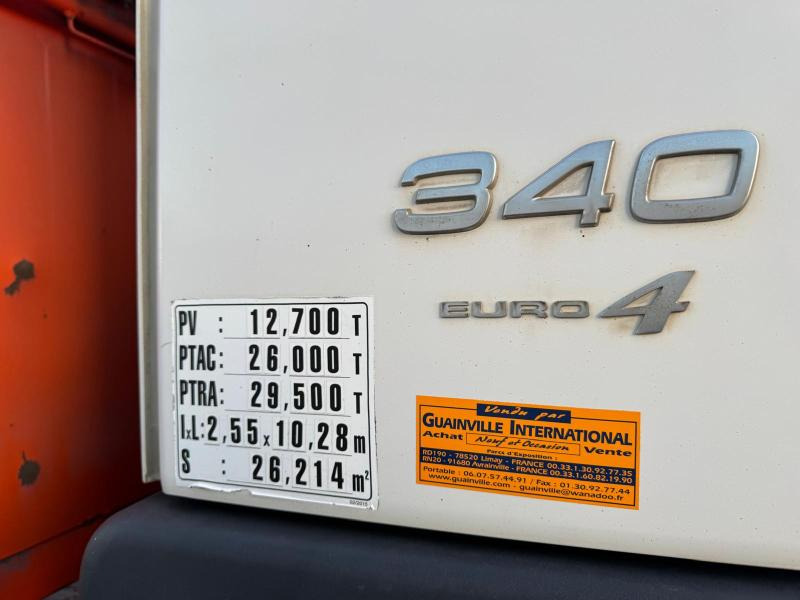 340
EURO 4
PV : 12,700 T
PTAC: 26,000 T
PTRA: 29,500 T
lxL: 2,55 x 10,28 m
S : 26,214 m²
02/2015
Vendu par
GUAINVILLE INTERNATIONAL
Achat Neuf et Occasion Vente
Parcs d'Exposition :
RD190 - 78520 Limay - FRANCE 00.33.1.30.92.77.35
RN20 - 91680 Avrainville - FRANCE 00.33.1.60.82.19.90
Portable : 06.07.57.44.91 / Fax : 01.30.92.77.44
www.guainville.com - guainville@wanadoo.fr